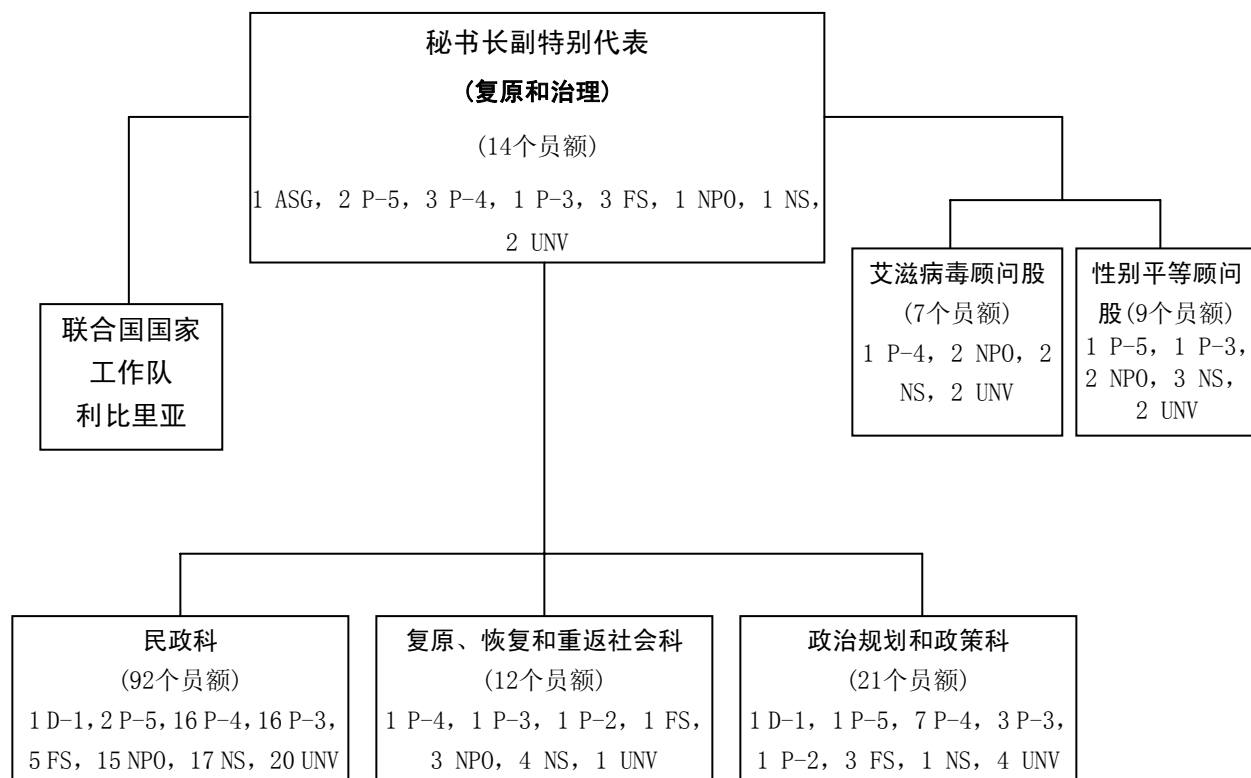 秘书长副特别代表
(复原和治理)
(14个员额)
1 ASG，2 P-5，3 P-4，1 P-3，3 FS，1 NPO，1 NS，
2 UNV
联合国国家
工作队
利比里亚
艾滋病毒顾问股
(7个员额)
1 P-4，2 NPO，2
NS，2 UNV
性别平等顾问
股(9个员额)
1 P-5，1 P-3，
2 NPO，3 NS，
2 UNV
民政科
(92个员额)
1 D-1，2 P-5，16 P-4，16 P-3，
5 FS，15 NPO，17 NS，20 UNV
复原、恢复和重返社会科
(12个员额)
1 P-4，1 P-3，1 P-2，1 FS，
3 NPO，4 NS，1 UNV
政治规划和政策科
(21个员额)
1 D-1，1 P-5，7 P-4，3 P-3，
1 P-2，3 FS，1 NS，4 UNV